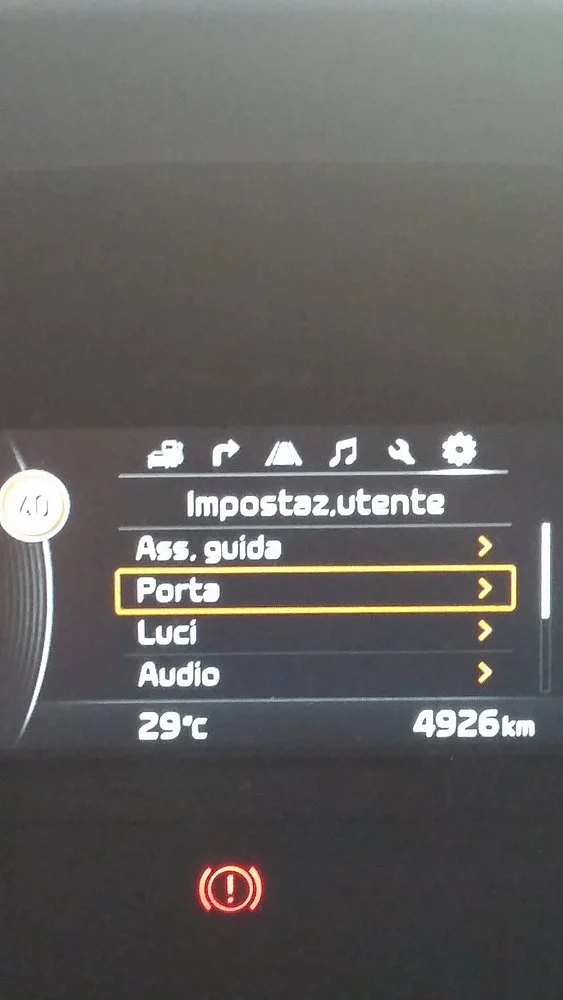 40
Impostaz.utente
Ass. guida
Porta
Luci
Audio
29°C 4926km